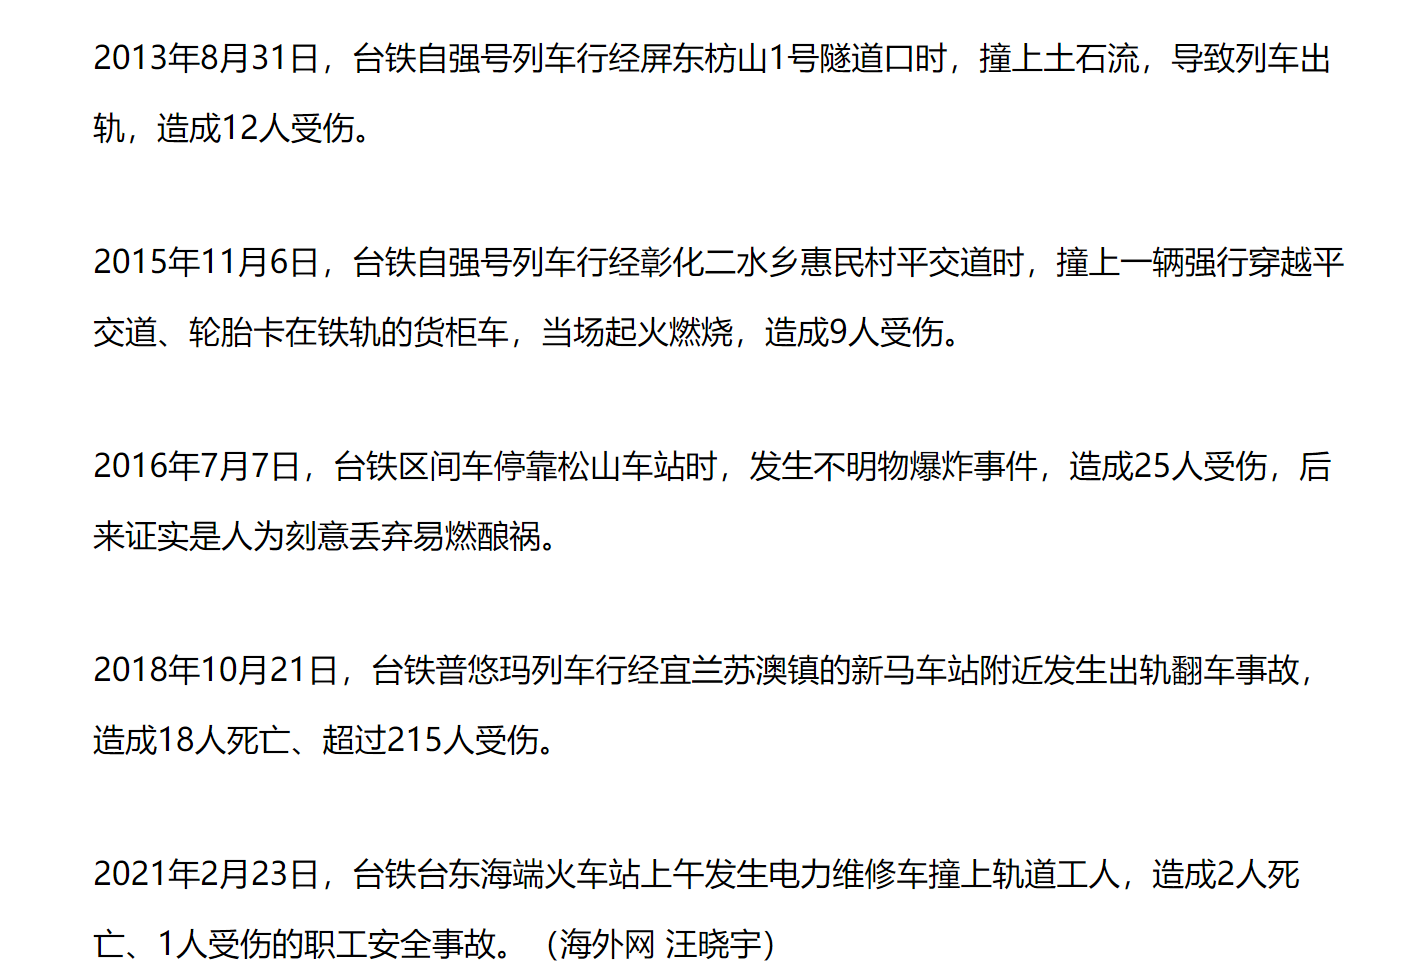 2013年8月31日，台铁自强号列车行经屏东枋山1号隧道口时，撞上土石流，导致列车出
轨，造成12人受伤。
2015年11月6日，台铁自强号列车行经彰化二水乡惠民村平交道时，撞上一辆强行穿越平
交道、轮胎卡在铁轨的货柜车，当场起火燃烧，造成9人受伤。
2016年7月7日，台铁区间车停靠松山车站时，发生不明物爆炸事件，造成25人受伤，后
来证实是人为刻意丢弃易燃酿祸。
2018年10月21日，台铁普悠玛列车行经宜兰苏澳镇的新马车站附近发生出轨翻车事故，
造成18人死亡、超过215人受伤。
2021年2月23日，台铁台东海端火车站上午发生电力维修车撞上轨道工人，造成2人死
亡、1人受伤的职工安全事故。（海外网 汪晓宇）